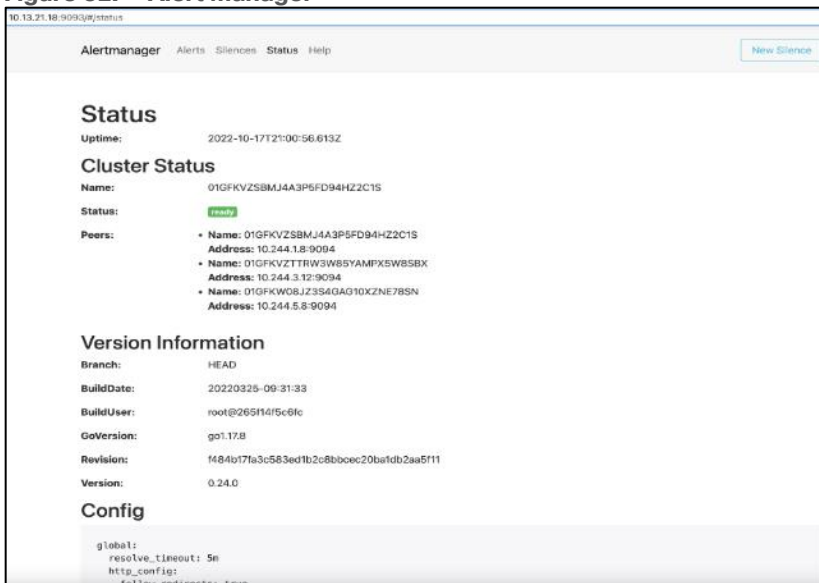 10.13.21.18:9093/#/status
Alertmanager Alerts Silences Status Help New Silence
Status
Uptime: 2022-10-17T21:00:56.613Z
Cluster Status
Name: 01GFKVZSBMJ4A3P5FD94HZ2C1S
Status: ready
Peers: • Name: 01GFKVZSBMJ4A3P5FD94HZ2C1S
Address: 10.244.1.8:9094
• Name: 01GFKVZTTRW3W85YAMPX5W8SBX
Address: 10.244.3.12:9094
• Name: 01GFKW08JZ3S4GAG10XZNE78SN
Address: 10.244.5.8:9094
Version Information
Branch: HEAD
BuildDate: 20220325-09:31:33
BuildUser: root@265f14f5c6fc
GoVersion: go1.17.8
Revision: f484b17fa3c583ed1b2c8bbcec20ba1db2aa5f11
Version: 0.24.0
Config
global:
resolve_timeout: 5m
http_config: